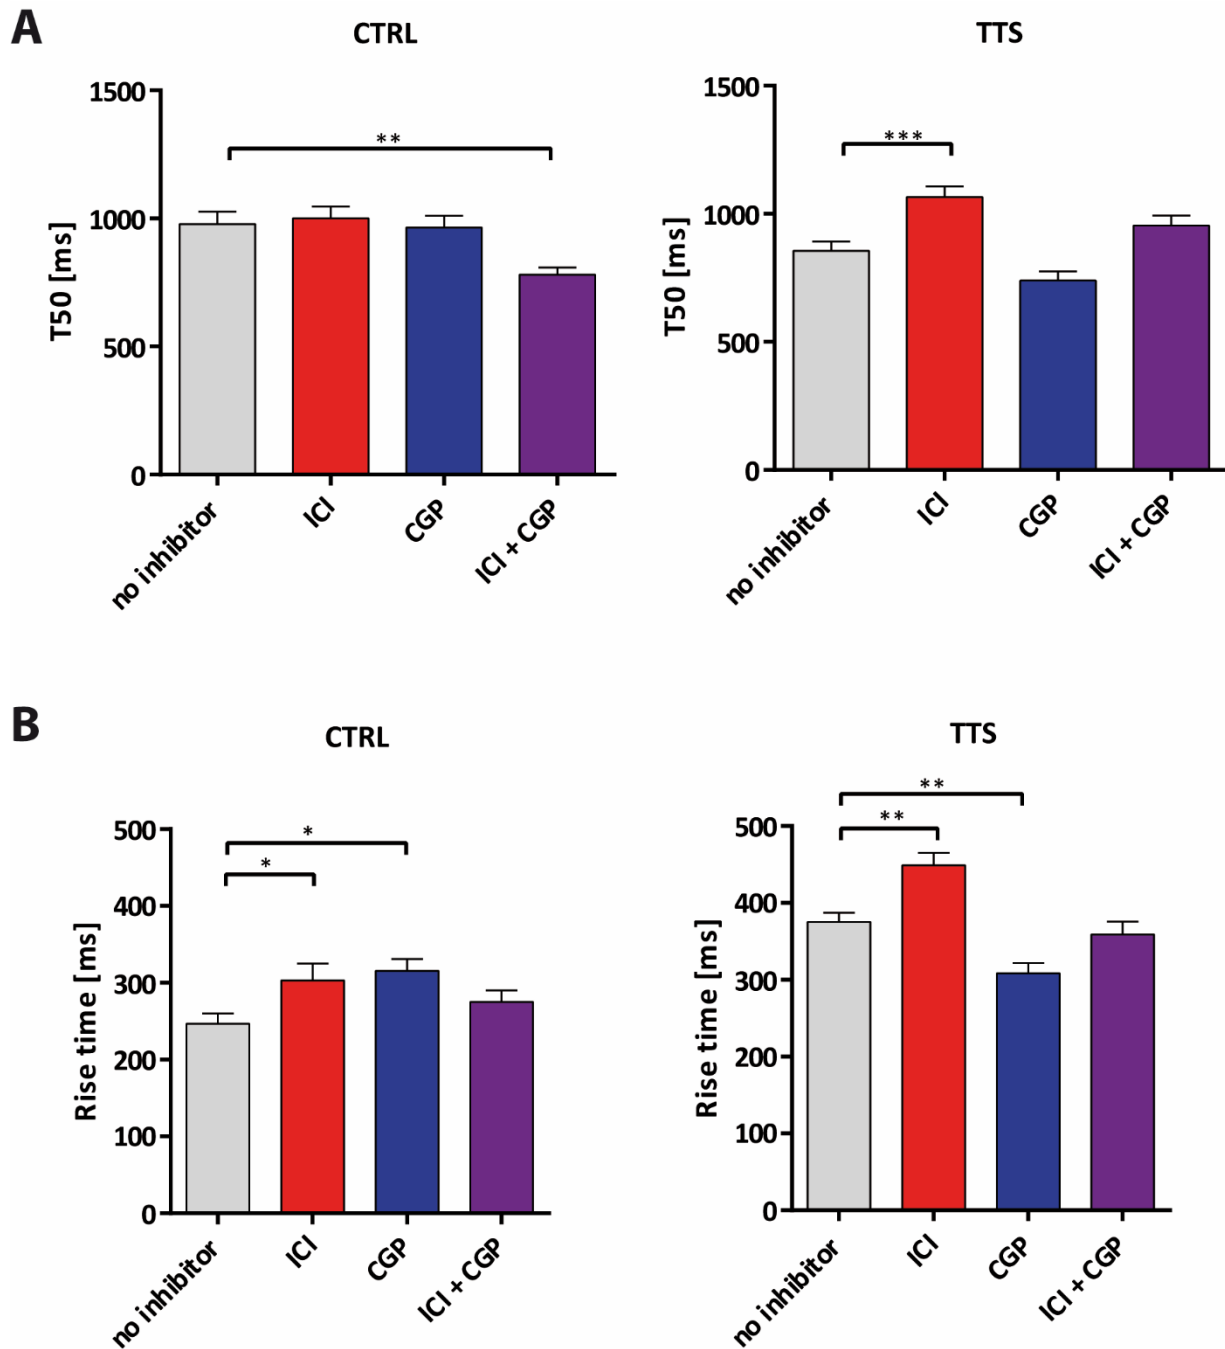 A
CTRL
TTS
T50 [ms]
1500
1000
500
0
**
no inhibitor
ICI
CGP
ICI + CGP
T50 [ms]
1500
1000
500
0
***
no inhibitor
ICI
CGP
ICI + CGP
B
CTRL
TTS
Rise time [ms]
500
400
300
200
100
0
*
*
no inhibitor
ICI
CGP
ICI + CGP
Rise time [ms]
500
400
300
200
100
0
**
**
no inhibitor
ICI
CGP
ICI + CGP